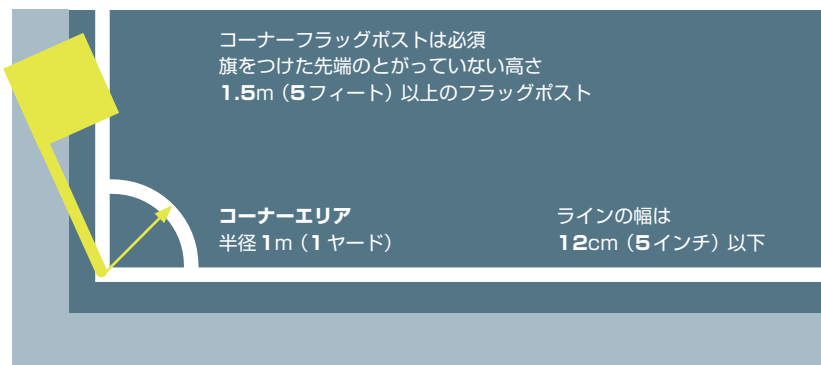 コーナーフラッグポストは必須
旗をつけた先端のとがっていない高さ
1.5m（5フィート）以上のフラッグポスト
コーナーエリア
半径1m（1ヤード）
ラインの幅は
12cm（5インチ）以下